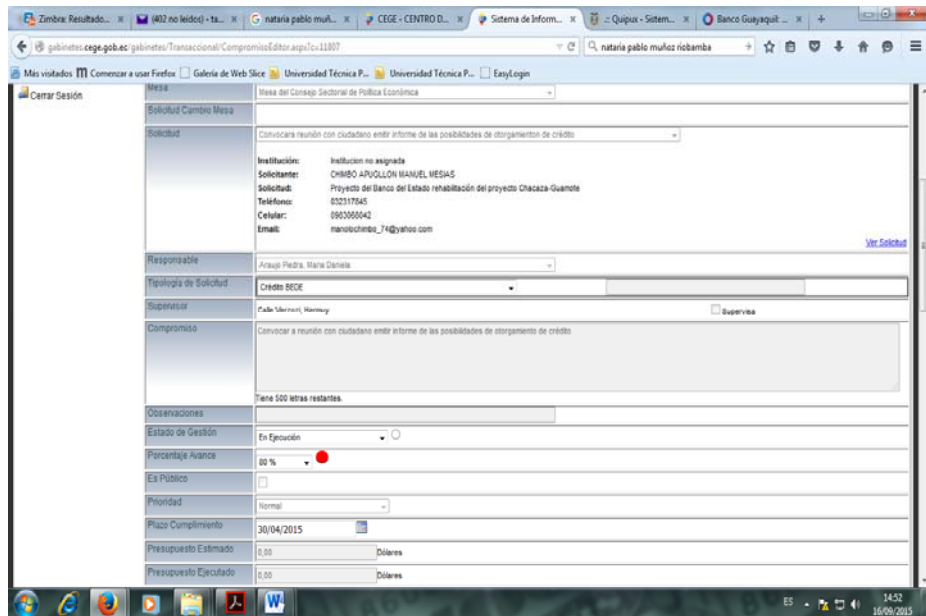 Zimbra: Resultado...
(402 no leídos) - ta...
nataria pablo muñ...
CEGE - CENTRO D...
Sistema de Inform...
.:: Quipux - Sistem...
Banco Guayaquil: ...
gabinetes.cege.gob.ec/gabinetes/Transaccional/CompromisoEditor.aspx?c=11807
nataria pablo muñoz riobamba
Más visitados
Comenzar a usar Firefox
Galería de Web Slice
Universidad Técnica P...
Universidad Técnica P...
EasyLogin
Cerrar Sesión
Mesa
Mesa del Consejo Sectorial de Política Económica
Solicitud Cambio Mesa
Solicitud
Convocara reunión con ciudadano emitir informe de las posibilidades de otorgamienton de crédito
Institución: Institucion no asignada
Solicitante: CHIMBO APUGLLON MANUEL MESIAS
Solicitud: Proyecto del Banco del Estado rehabilitación del proyecto Chacaza-Guamote
Teléfono: 032317845
Celular:
Email: manolochimbo_74@yahoo.com
Ver Solicitud
Responsable
Araujo Piedra, Maria Daniela
Tipología de Solicitud
Crédito BEDE
Supervisor
Supervisa
Compromiso
Convocar a reunión con ciudadano emitir informe de las posibilidades de otorgamiento de crédito
Tiene 500 letras restantes.
Observaciones
Estado de Gestión
En Ejecución
Porcentaje Avance
80 %
Es Público
Prioridad
Normal
Plazo Cumplimiento
30/04/2015
Presupuesto Estimado
0,00 Dólares
Presupuesto Ejecutado
0,00 Dólares
ES
14:52
16/09/2015